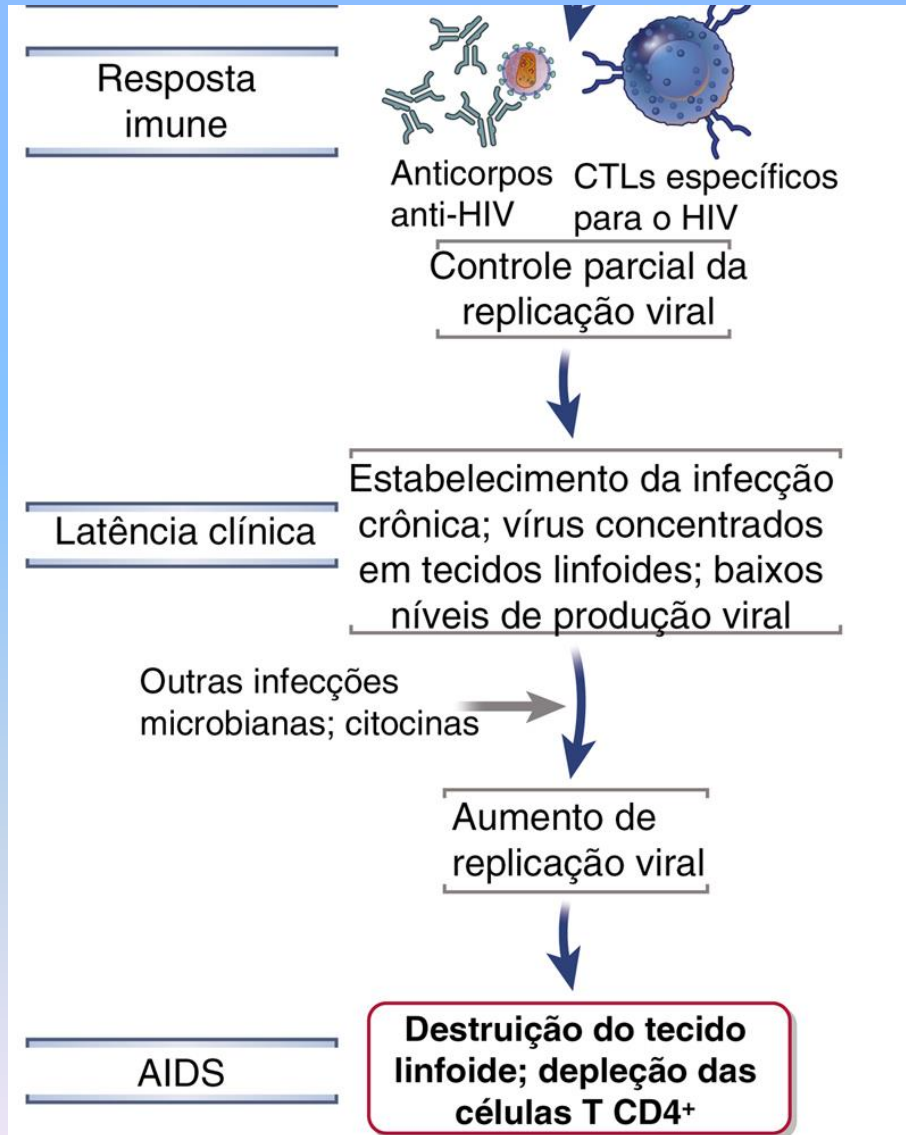 Resposta
imune
Anticorpos
anti-HIV
CTLs específicos
para o HIV
Controle parcial da
replicação viral
Latência clínica
Estabelecimento da infecção
crônica; vírus concentrados
em tecidos linfoides; baixos
níveis de produção viral
Outras infecções
microbianas; citocinas
Aumento de
replicação viral
AIDS
Destruição do tecido
linfoide; depleção das
células T CD4+